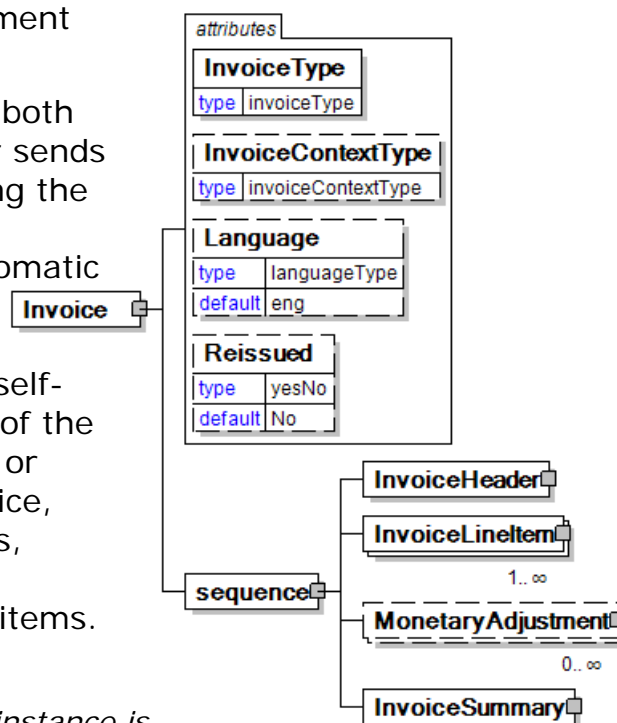 ment
both
sends
ng the
omatic
self-
of the
or
ice,
s,
items.
instance is
attributes
InvoiceType
type invoiceType
InvoiceContextType
type invoiceContextType
Language
type languageType
default eng
Reissued
type yesNo
default No
Invoice
sequence
InvoiceHeader
InvoiceLineItem
1.. ∞
MonetaryAdjustment
0.. ∞
InvoiceSummary